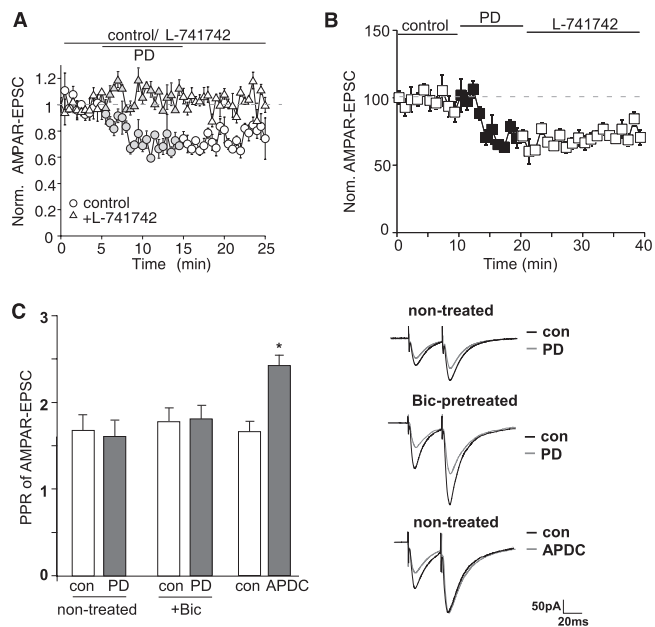 A
control/ L-741742
PD
Norm. AMPAR-EPSC
1.2
1
0.8
0.6
0.4
0.2
0
control
+L-741742
0 5 10 15 20 25
Time (min)
B
control
PD
L-741742
Nom. AMPAR-EPSC
150
100
50
0
0 10 20 30 40
Time (min)
C
PPR of AMPAR-EPSC
3
2
1
0
con PD con PD con APDC
non-treated +Bic
non-treated
con
PD
Bic-pretreated
con
PD
non-treated
con
APDC
50pA
20ms
*